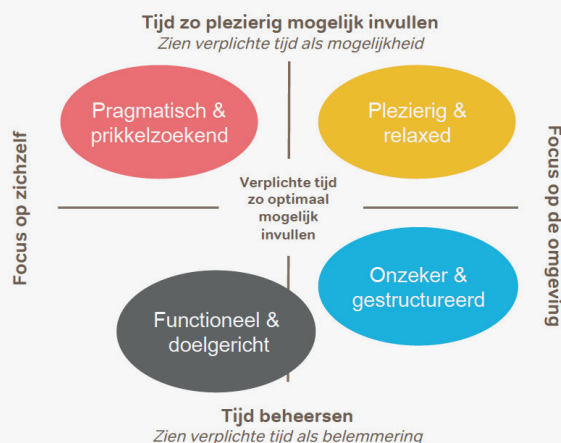 Tijd zo plezierig mogelijk invullen
Zien verplichte tijd als mogelijkheid
Pragmatisch &
prikkelzoekend
Plezierig &
relaxed
Focus op zichzelf
Verplichte tijd
zo optimaal
mogelijk
invullen
Focus op de omgeving
Functioneel &
doelgericht
Onzeker &
gestructureerd
Tijd beheersen
Zien verplichte tijd als belemmering